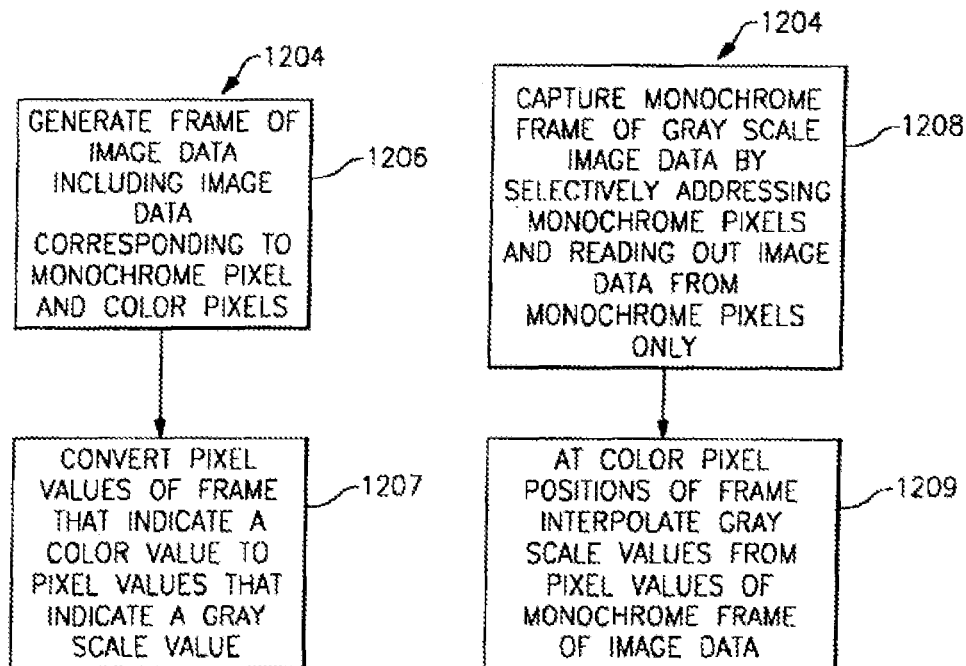 1204
GENERATE FRAME OF
IMAGE DATA
INCLUDING IMAGE
DATA
CORRESPONDING TO
MONOCHROME PIXEL
AND COLOR PIXELS
1206
CONVERT PIXEL
VALUES OF FRAME
THAT INDICATE A
COLOR VALUE TO
PIXEL VALUES THAT
INDICATE A GRAY
SCALE VALUE
1207
1204
CAPTURE MONOCHROME
FRAME OF GRAY SCALE
IMAGE DATA BY
SELECTIVELY ADDRESSING
MONOCHROME PIXELS
AND READING OUT IMAGE
DATA FROM
MONOCHROME PIXELS
ONLY
1208
AT COLOR PIXEL
POSITIONS OF FRAME
INTERPOLATE GRAY
SCALE VALUES FROM
PIXEL VALUES OF
MONOCHROME FRAME
OF IMAGE DATA
1209